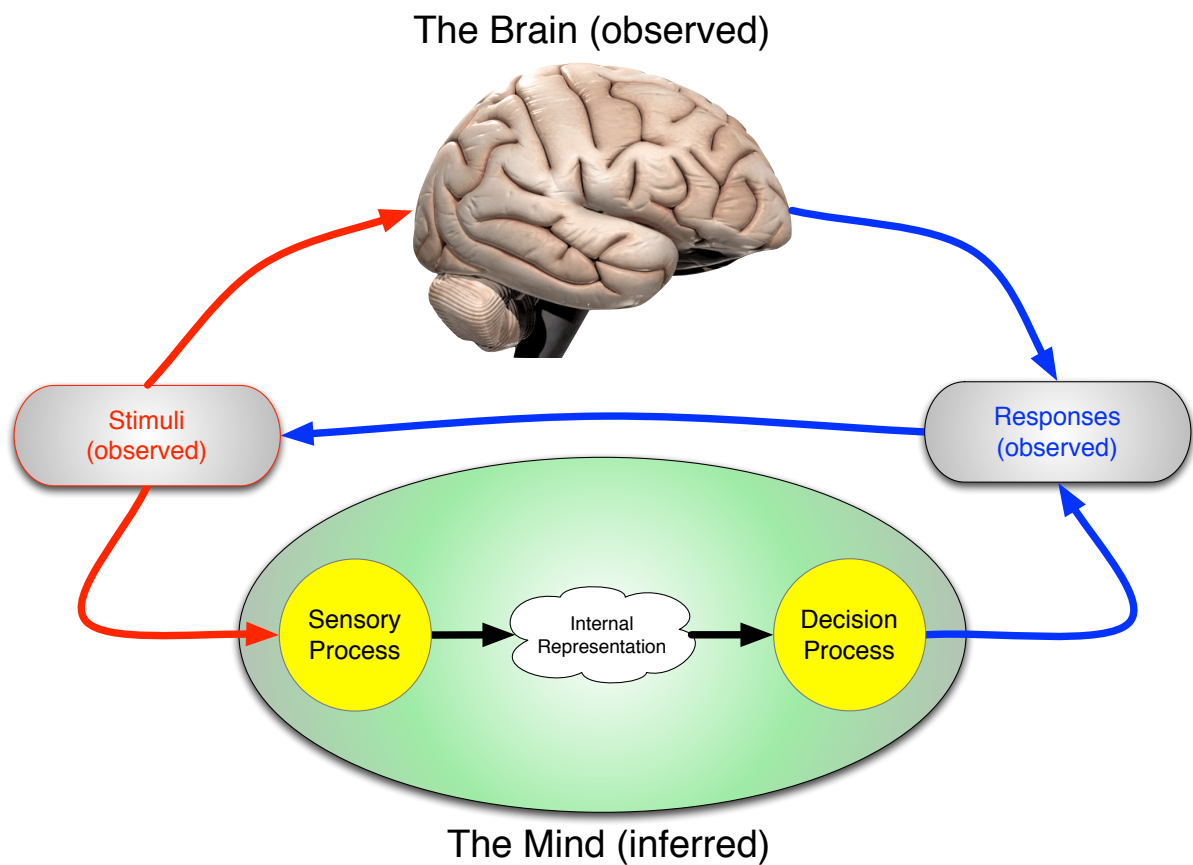 The Brain (observed)
Stimuli
(observed)
Responses
(observed)
Sensory
Process
Internal
Representation
Decision
Process
The Mind (inferred)